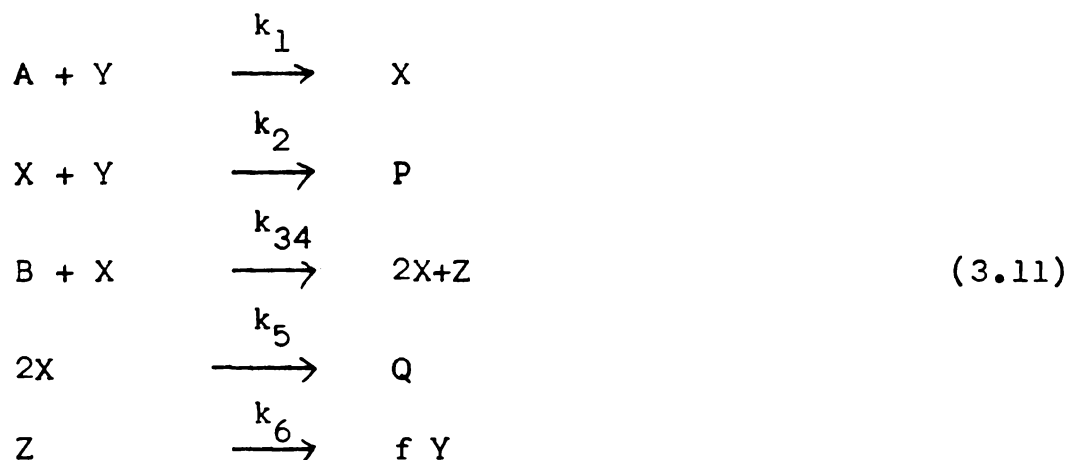 k1
A + Y ⟶ X
k2
X + Y ⟶ P
k34
B + X ⟶ 2X+Z (3.11)
k5
2X ⟶ Q
k6
Z ⟶ f Y